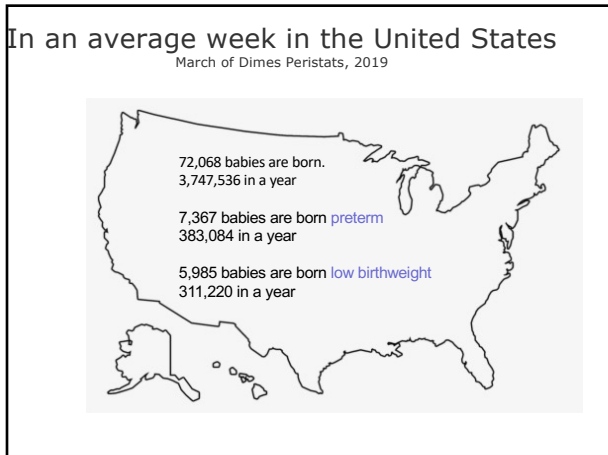 In an average week in the United States
March of Dimes Peristats, 2019
72,068 babies are born.
3,747,536 in a year
7,367 babies are born preterm
383,084 in a year
5,985 babies are born low birthweight
311,220 in a year